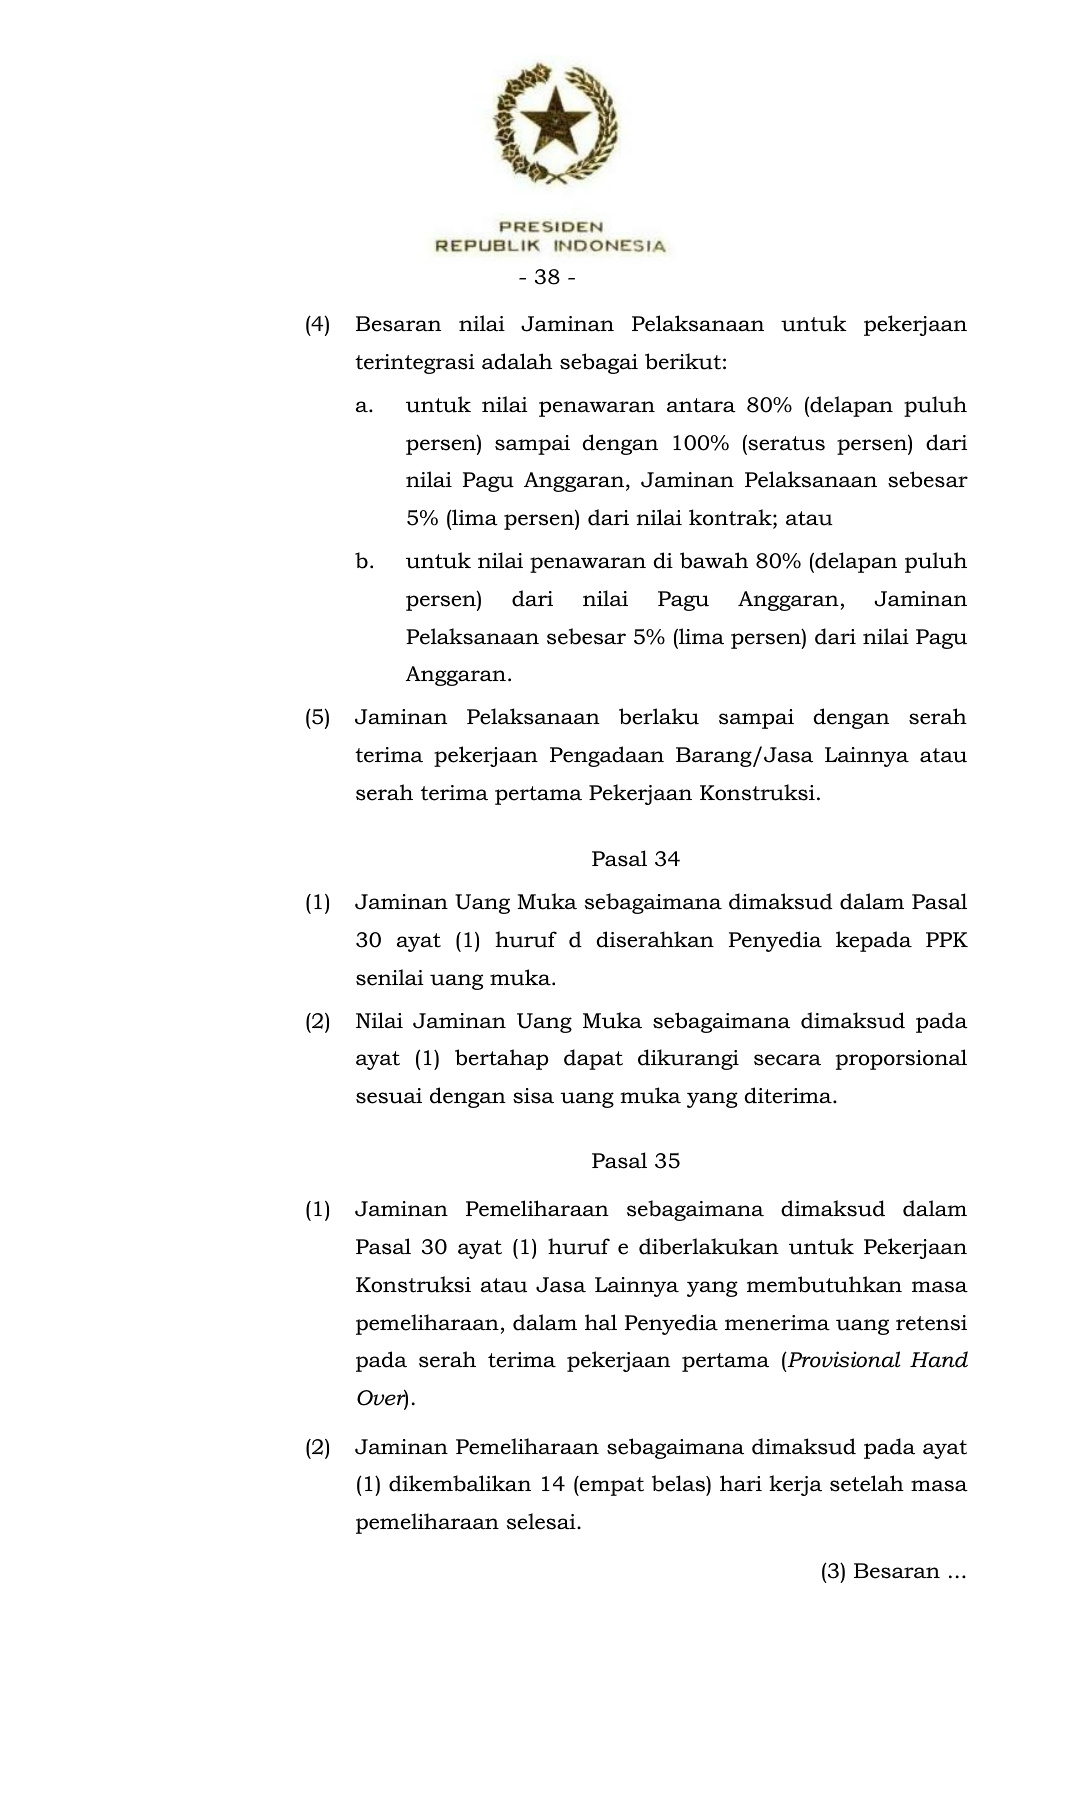 PRESIDEN
REPUBLIK INDONESIA
- 38 -
(4) Besaran nilai Jaminan Pelaksanaan untuk pekerjaan
terintegrasi adalah sebagai berikut:
a. untuk nilai penawaran antara 80% (delapan puluh
persen) sampai dengan 100% (seratus persen) dari
nilai Pagu Anggaran, Jaminan Pelaksanaan sebesar
5% (lima persen) dari nilai kontrak; atau
b. untuk nilai penawaran di bawah 80% (delapan puluh
persen) dari nilai Pagu Anggaran, Jaminan
Pelaksanaan sebesar 5% (lima persen) dari nilai Pagu
Anggaran.
(5) Jaminan Pelaksanaan berlaku sampai dengan serah
terima pekerjaan Pengadaan Barang/Jasa Lainnya atau
serah terima pertama Pekerjaan Konstruksi.
Pasal 34
(1) Jaminan Uang Muka sebagaimana dimaksud dalam Pasal
30 ayat (1) huruf d diserahkan Penyedia kepada PPK
senilai uang muka.
(2) Nilai Jaminan Uang Muka sebagaimana dimaksud pada
ayat (1) bertahap dapat dikurangi secara proporsional
sesuai dengan sisa uang muka yang diterima.
Pasal 35
(1) Jaminan Pemeliharaan sebagaimana dimaksud dalam
Pasal 30 ayat (1) huruf e diberlakukan untuk Pekerjaan
Konstruksi atau Jasa Lainnya yang membutuhkan masa
pemeliharaan, dalam hal Penyedia menerima uang retensi
pada serah terima pekerjaan pertama (Provisional Hand
Over).
(2) Jaminan Pemeliharaan sebagaimana dimaksud pada ayat
(1) dikembalikan 14 (empat belas) hari kerja setelah masa
pemeliharaan selesai.
(3) Besaran ...